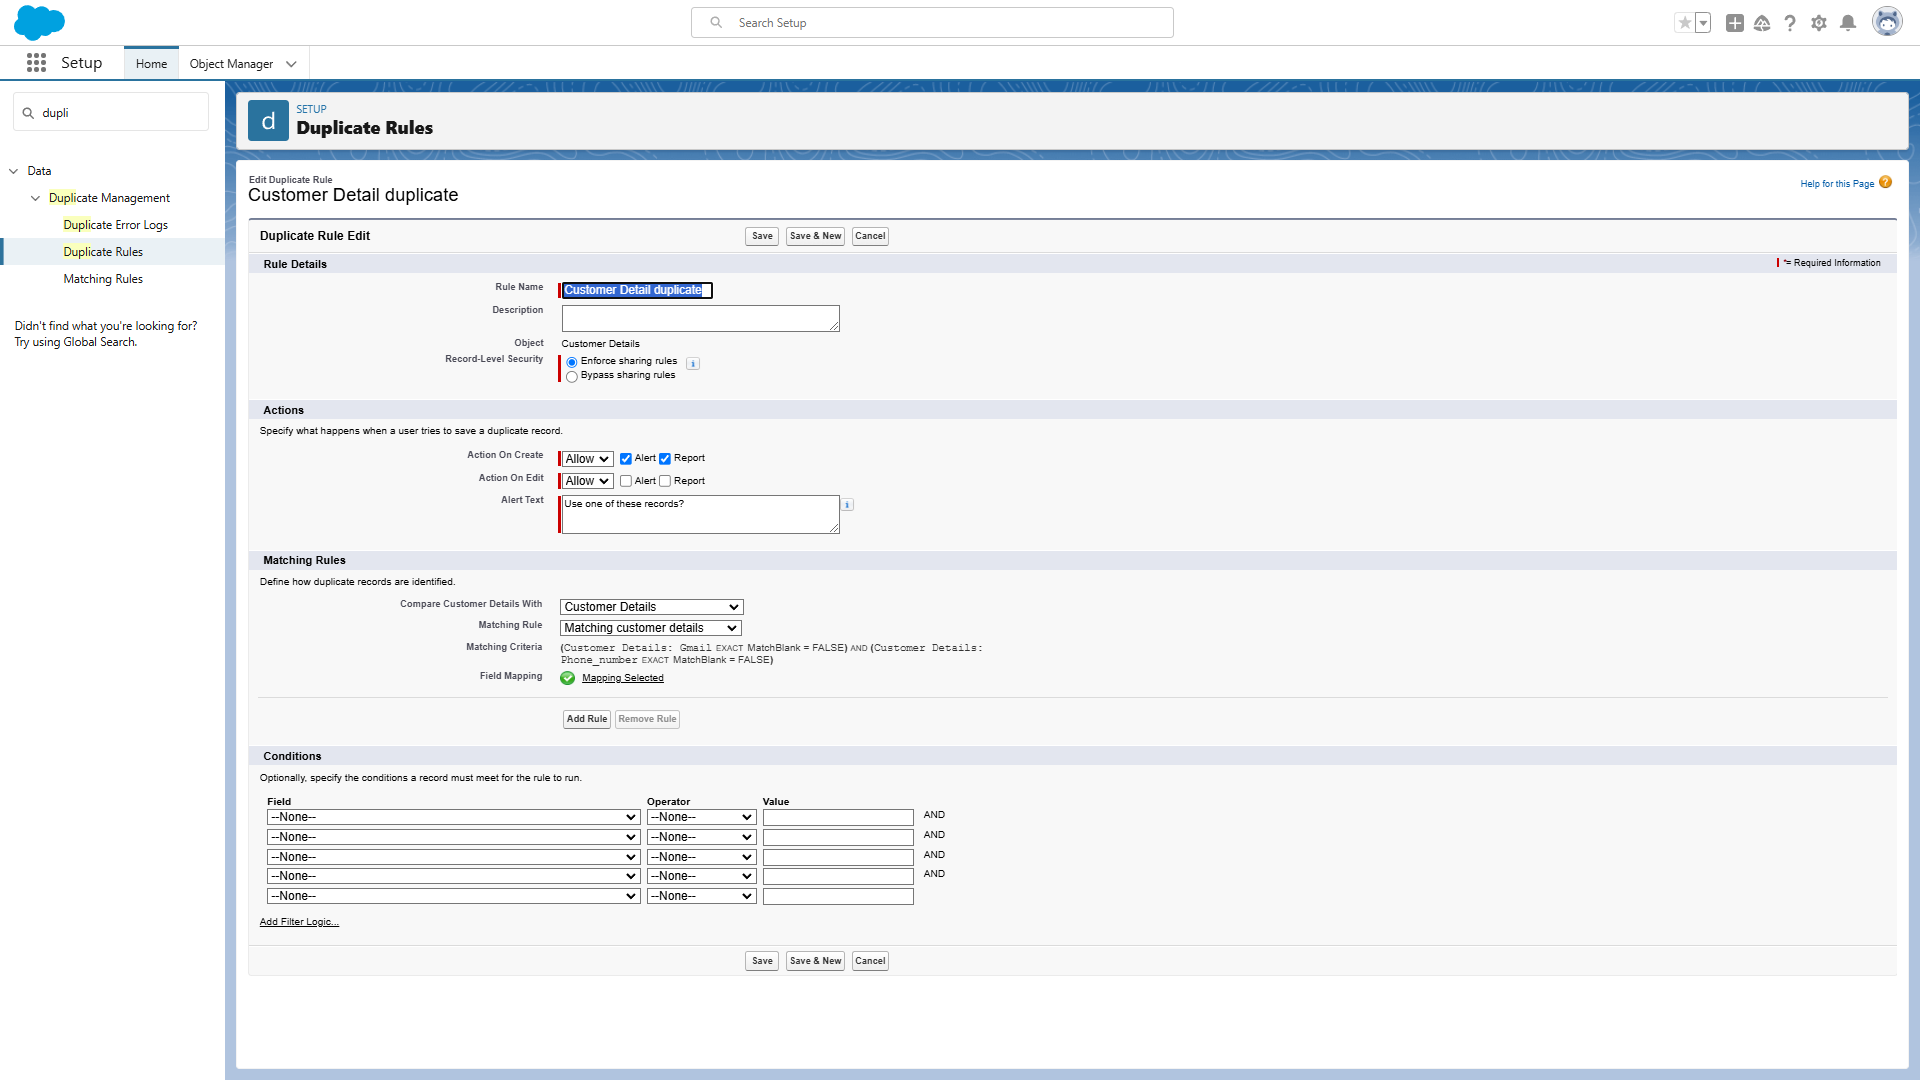 Search Setup
Setup
Home
Object Manager
dupli
Data
Duplicate Management
Duplicate Error Logs
Duplicate Rules
Matching Rules
Didn't find what you're looking for?
Try using Global Search.
d
SETUP
Duplicate Rules
Edit Duplicate Rule
Customer Detail duplicate
Help for this Page ?
Duplicate Rule Edit
Save
Save & New
Cancel
Rule Details
*= Required Information
Rule Name
Customer Detail duplicate
Description
Object
Customer Details
Record-Level Security
Enforce sharing rules
i
Bypass sharing rules
Actions
Specify what happens when a user tries to save a duplicate record.
Action On Create
Allow
Alert
Report
Action On Edit
Allow
Alert
Report
Alert Text
Use one of these records?
i
Matching Rules
Define how duplicate records are identified.
Compare Customer Details With
Customer Details
Matching Rule
Matching customer details
Matching Criteria
(Customer Details: Gmail EXACT MatchBlank = FALSE) AND (Customer Details:
Phone_number EXACT MatchBlank = FALSE)
Field Mapping
Mapping Selected
Add Rule
Remove Rule
Conditions
Optionally, specify the conditions a record must meet for the rule to run.
Field
Operator
Value
--None--
--None--
AND
--None--
--None--
AND
--None--
--None--
AND
--None--
--None--
AND
--None--
--None--
Add Filter Logic...
Save
Save & New
Cancel